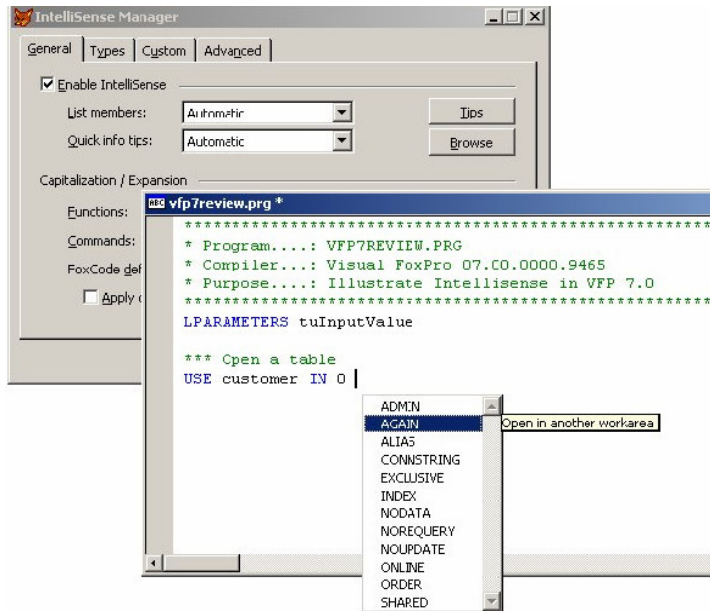 IntelliSense Manager
General Types Custom Advanced
Enable IntelliSense
List members: Automatic Tips
Quick info tips: Automatic Browse
Capitalization / Expansion
Functions:
Commands:
FoxCode def
Apply
vfp7review.prg *
*******************************************************
* Program....: VFP7REVIEW.PRG
* Compiler...: Visual FoxPro 07.00.0000.9465
* Purpose....: Illustrate Intellisense in VFP 7.0
*******************************************************
LPARAMETERS tuInputValue
*** Open a table
USE customer IN 0
ADMIN
AGAIN Open in another workarea
ALIAS
CONNSTRING
EXCLUSIVE
INDEX
NODATA
NOREQUERY
NOUPDATE
ONLINE
ORDER
SHARED